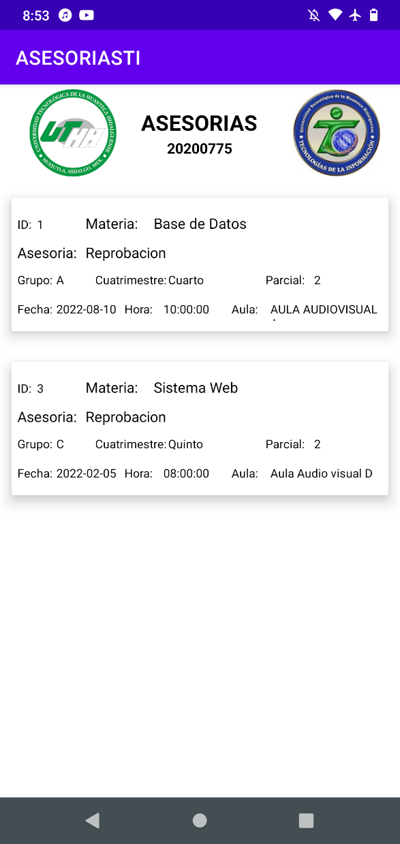 8:53
ASESORIASTI
UNIVERSIDAD TECNOLÓGICA DE LA HUASTECA HIDALGUENSE
UTHH
HUEJUTLA, HIDALGO, MEX.
ASESORIAS
20200775
Universidad Tecnológica de la Huasteca Hidalguense
TECNOLOGÍAS DE LA INFORMACIÓN
ID: 1 Materia: Base de Datos
Asesoria: Reprobacion
Grupo: A Cuatrimestre: Cuarto Parcial: 2
Fecha: 2022-08-10 Hora: 10:00:00 Aula: AULA AUDIOVISUAL
ID: 3 Materia: Sistema Web
Asesoria: Reprobacion
Grupo: C Cuatrimestre: Quinto Parcial: 2
Fecha: 2022-02-05 Hora: 08:00:00 Aula: Aula Audio visual D